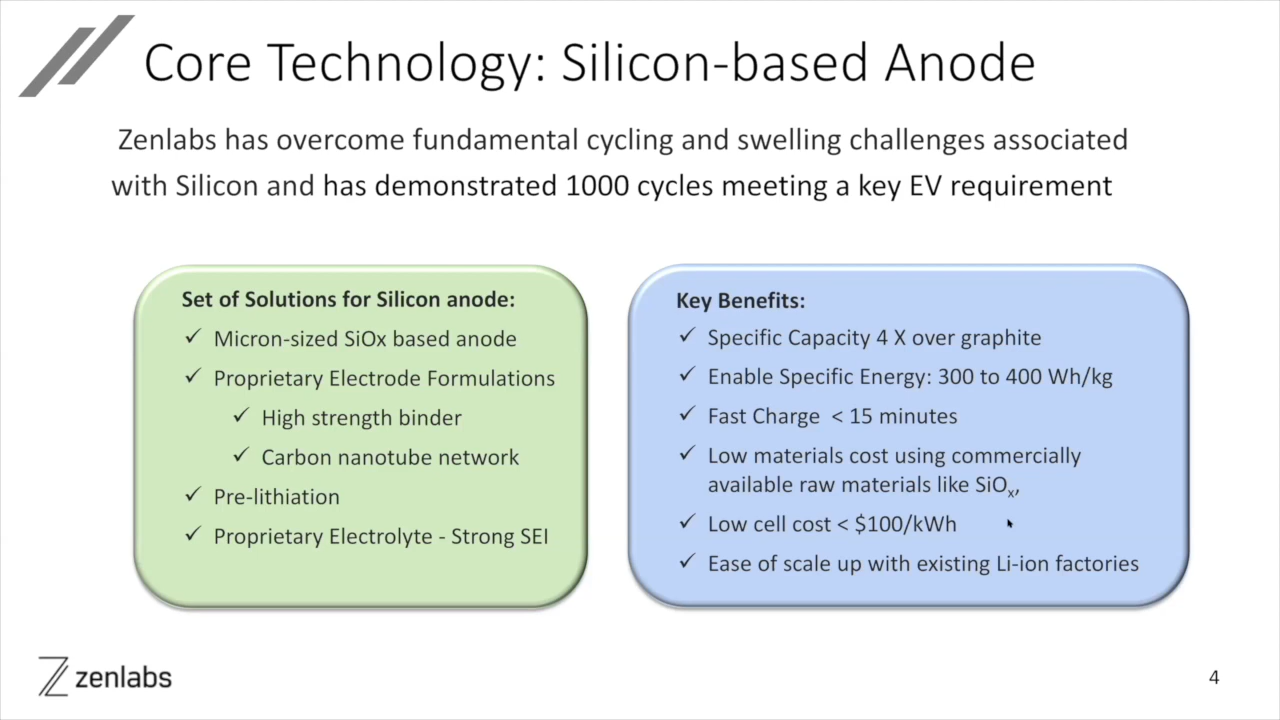 Core Technology: Silicon-based Anode
Zenlabs has overcome fundamental cycling and swelling challenges associated
with Silicon and has demonstrated 1000 cycles meeting a key EV requirement
Set of Solutions for Silicon anode:
✓ Micron-sized SiOx based anode
✓ Proprietary Electrode Formulations
✓ High strength binder
✓ Carbon nanotube network
✓ Pre-lithiation
✓ Proprietary Electrolyte - Strong SEI
Key Benefits:
✓ Specific Capacity 4 X over graphite
✓ Enable Specific Energy: 300 to 400 Wh/kg
✓ Fast Charge < 15 minutes
✓ Low materials cost using commercially
available raw materials like SiOₓ,
✓ Low cell cost < $100/kWh
✓ Ease of scale up with existing Li-ion factories
zenlabs
4